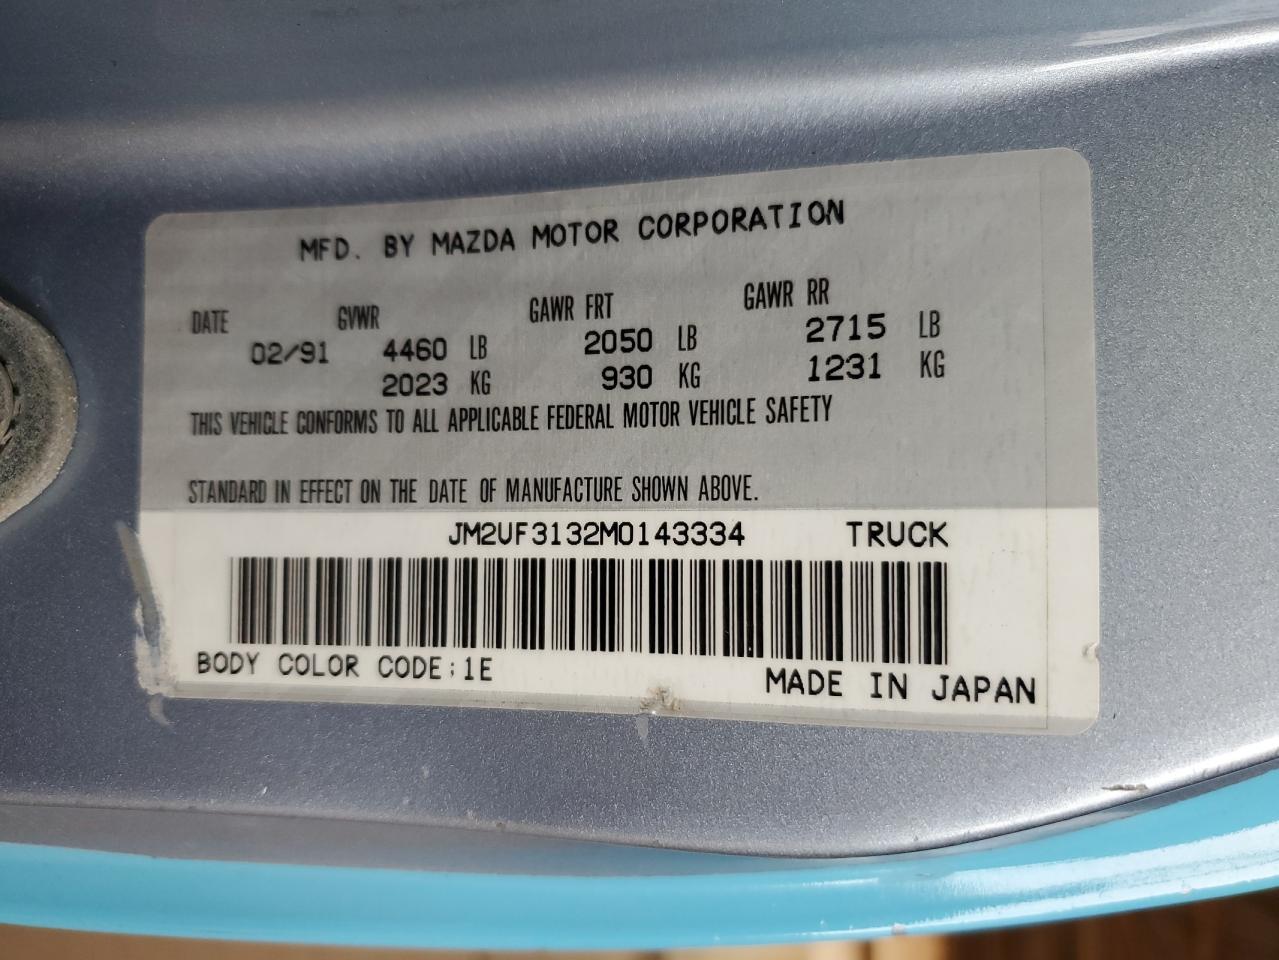 MFD. BY MAZDA MOTOR CORPORATION
DATE GVWR GAWR FRT GAWR RR
02/91 4460 LB 2050 LB 2715 LB
2023 KG 930 KG 1231 KG
THIS VEHICLE CONFORMS TO ALL APPLICABLE FEDERAL MOTOR VEHICLE SAFETY
STANDARD IN EFFECT ON THE DATE OF MANUFACTURE SHOWN ABOVE.
JM2UF3132M0143334 TRUCK
BODY COLOR CODE:1E MADE IN JAPAN